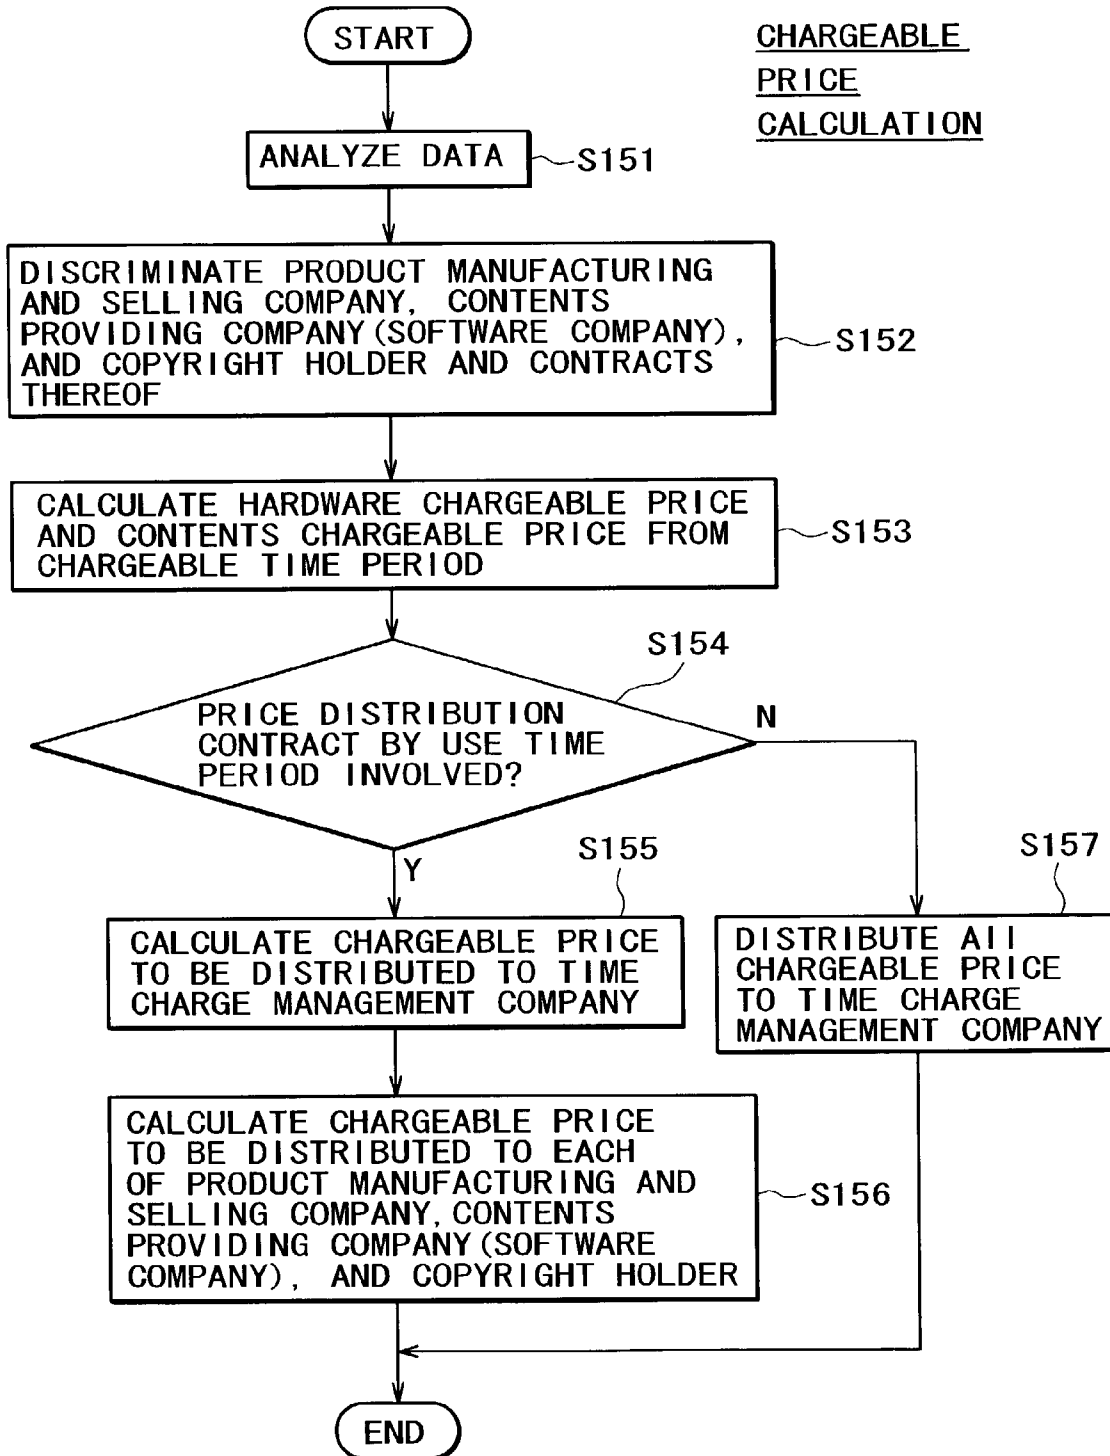 START
CHARGEABLE
PRICE
CALCULATION
ANALYZE DATA
S151
DISCRIMINATE PRODUCT MANUFACTURING
AND SELLING COMPANY, CONTENTS
PROVIDING COMPANY (SOFTWARE COMPANY),
AND COPYRIGHT HOLDER AND CONTRACTS
THEREOF
S152
CALCULATE HARDWARE CHARGEABLE PRICE
AND CONTENTS CHARGEABLE PRICE FROM
CHARGEABLE TIME PERIOD
S153
S154
PRICE DISTRIBUTION
CONTRACT BY USE TIME
PERIOD INVOLVED?
N
Y
S155
CALCULATE CHARGEABLE PRICE
TO BE DISTRIBUTED TO TIME
CHARGE MANAGEMENT COMPANY
S157
DISTRIBUTE All
CHARGEABLE PRICE
TO TIME CHARGE
MANAGEMENT COMPANY
CALCULATE CHARGEABLE PRICE
TO BE DISTRIBUTED TO EACH
OF PRODUCT MANUFACTURING AND
SELLING COMPANY, CONTENTS
PROVIDING COMPANY (SOFTWARE
COMPANY), AND COPYRIGHT HOLDER
S156
END